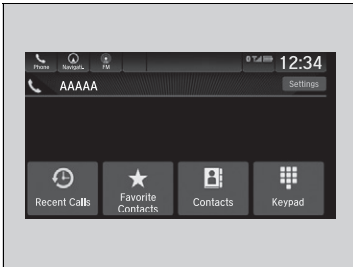 Phone Navigati... FM 12:34
AAAAA Settings
Recent Calls Favorite Contacts Contacts Keypad